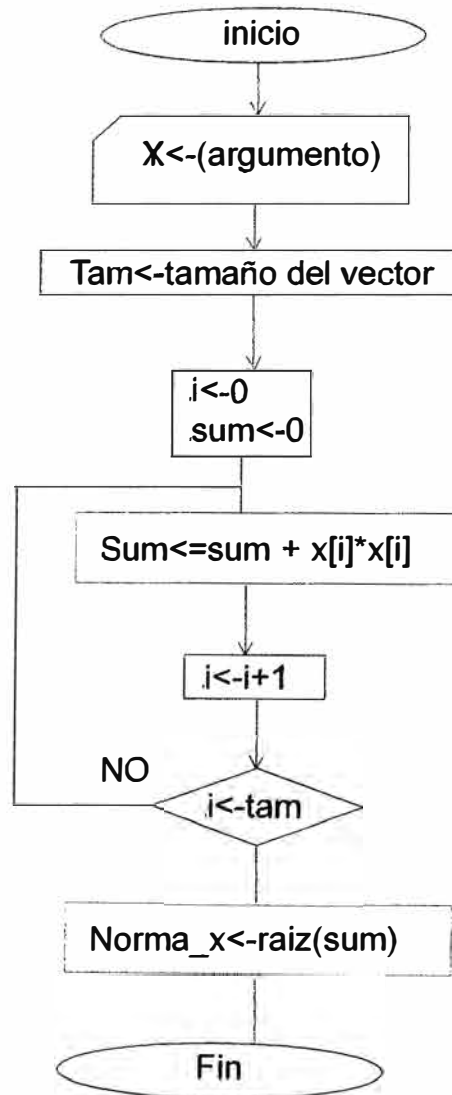 inicio
X<-(argumento)
Tam<-tamaño del vector
.i<-0
.sum<-0
Sum<=sum + x[i]*x[i]
.i<-i+1
NO
.i<-tam
Norma_x<-raiz(sum)
Fin